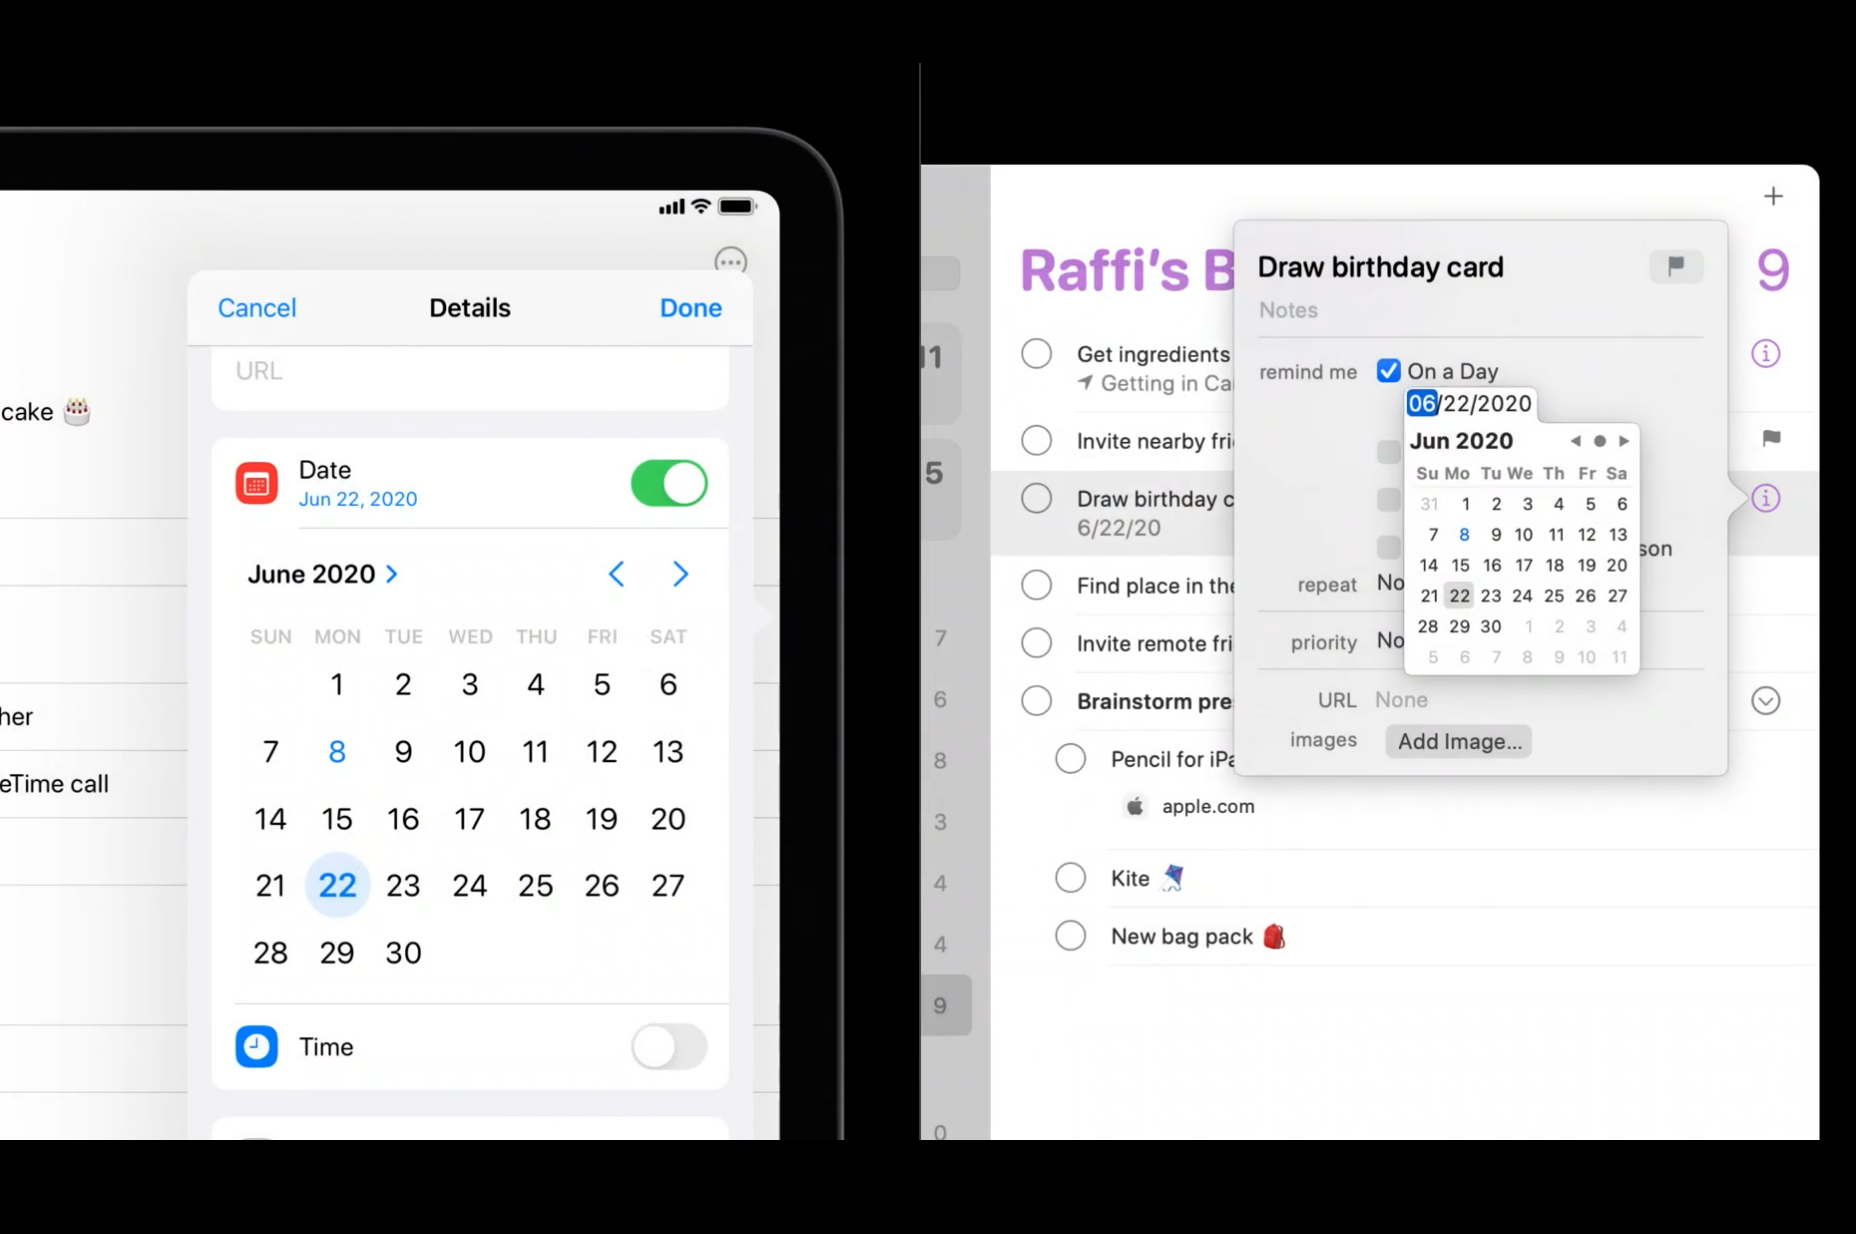 cake 🎂
her
eTime call
Cancel
Details
Done
URL
Date
Jun 22, 2020
June 2020
SUN MON TUE WED THU FRI SAT
1 2 3 4 5 6
7 8 9 10 11 12 13
14 15 16 17 18 19 20
21 22 23 24 25 26 27
28 29 30
Time
11
5
7
6
8
3
4
4
9
0
+
Raffi's B
9
Get ingredients
Getting in Ca
Invite nearby fri
Draw birthday c
6/22/20
Find place in the
Invite remote fri
Brainstorm pre
Pencil for iPa
apple.com
Kite 🪁
New bag pack 🎒
Draw birthday card
Notes
remind me
On a Day
06/22/2020
Jun 2020
Su Mo Tu We Th Fr Sa
31 1 2 3 4 5 6
7 8 9 10 11 12 13
14 15 16 17 18 19 20
21 22 23 24 25 26 27
28 29 30 1 2 3 4
5 6 7 8 9 10 11
son
repeat No
priority No
URL None
images Add Image...